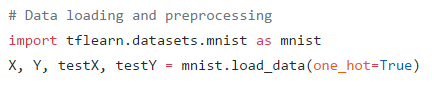 # Data loading and preprocessing
import tflearn.datasets.mnist as mnist
X, Y, testX, testY = mnist.load_data(one_hot=True)